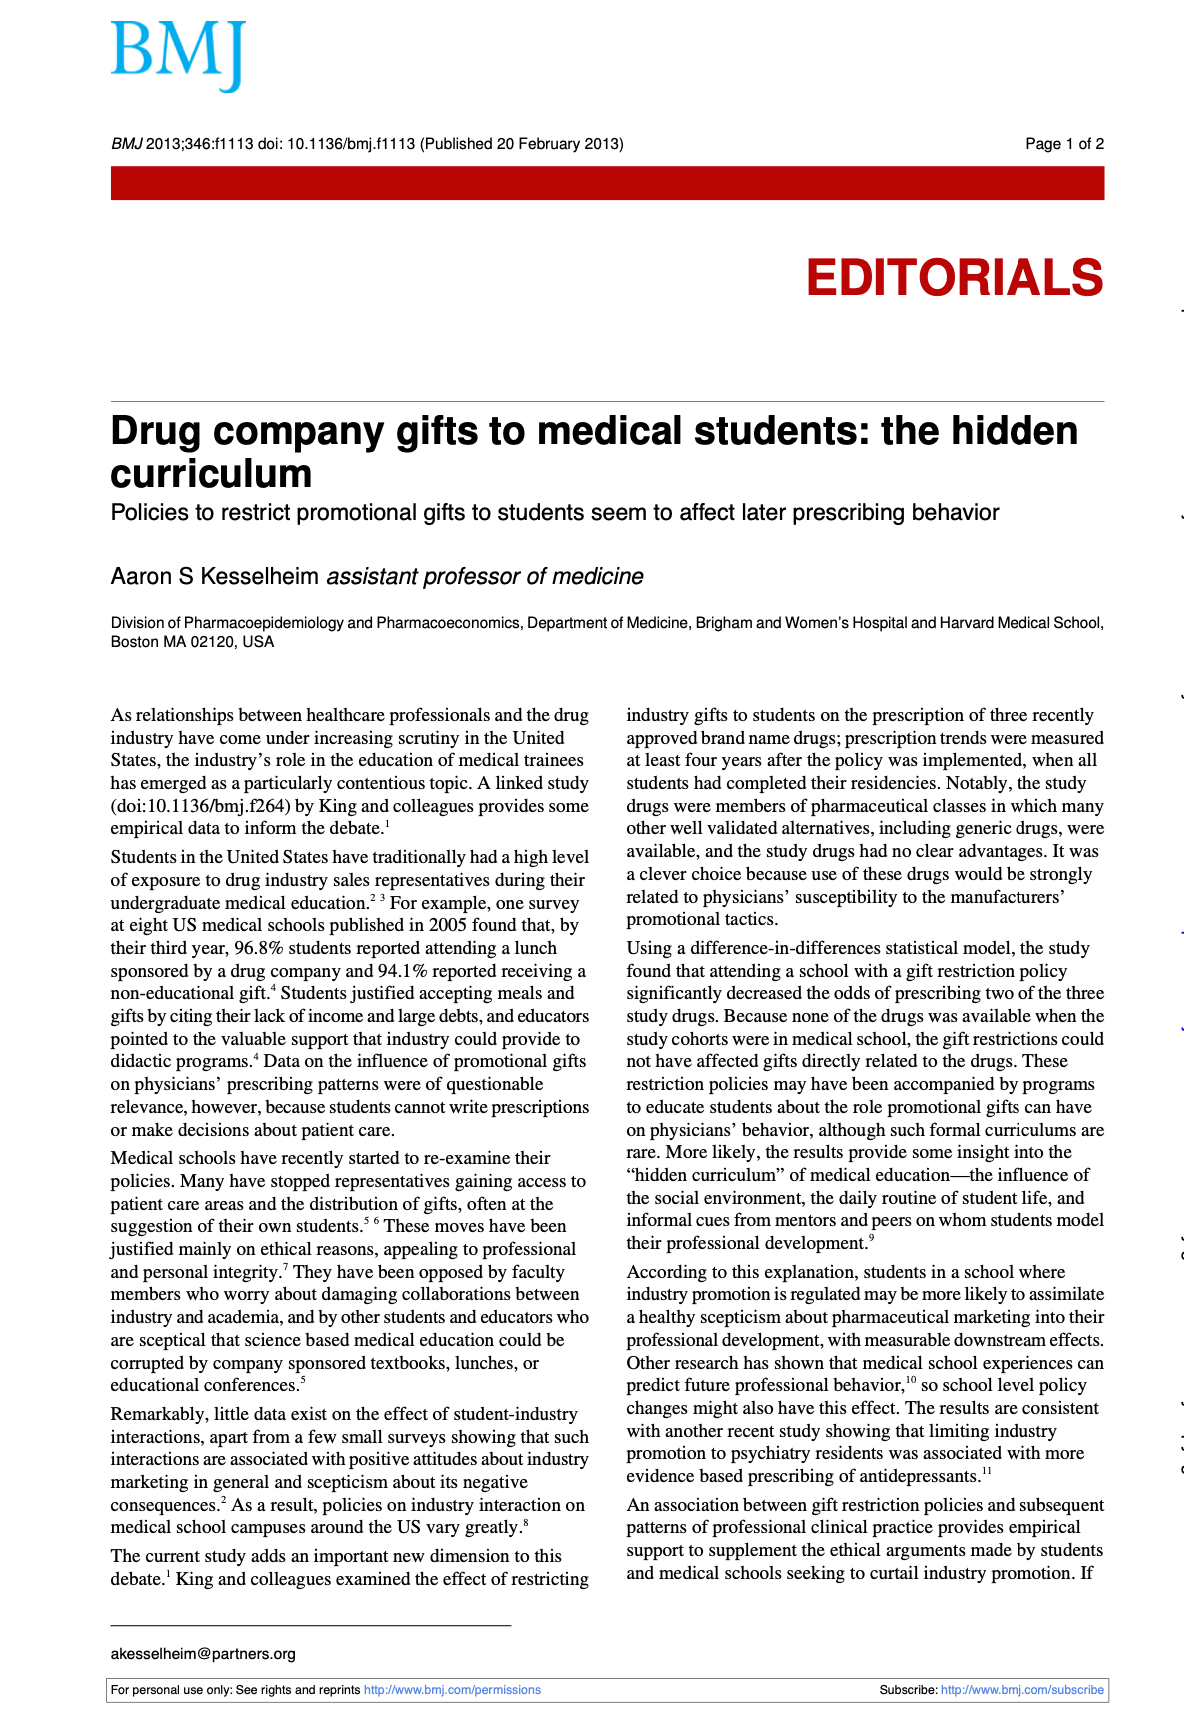 BMJ
BMJ 2013;346:f1113 doi: 10.1136/bmj.f1113 (Published 20 February 2013)
Page 1 of 2
EDITORIALS
Drug company gifts to medical students: the hidden
curriculum
Policies to restrict promotional gifts to students seem to affect later prescribing behavior
Aaron S Kesselheim assistant professor of medicine
Division of Pharmacoepidemiology and Pharmacoeconomics, Department of Medicine, Brigham and Women's Hospital and Harvard Medical School,
Boston MA 02120, USA
As relationships between healthcare professionals and the drug
industry have come under increasing scrutiny in the United
States, the industry's role in the education of medical trainees
has emerged as a particularly contentious topic. A linked study
(doi:10.1136/bmj.f264) by King and colleagues provides some
empirical data to inform the debate.1
Students in the United States have traditionally had a high level
of exposure to drug industry sales representatives during their
undergraduate medical education.2 3 For example, one survey
at eight US medical schools published in 2005 found that, by
their third year, 96.8% students reported attending a lunch
sponsored by a drug company and 94.1% reported receiving a
non-educational gift.4 Students justified accepting meals and
gifts by citing their lack of income and large debts, and educators
pointed to the valuable support that industry could provide to
didactic programs.4 Data on the influence of promotional gifts
on physicians' prescribing patterns were of questionable
relevance, however, because students cannot write prescriptions
or make decisions about patient care.
Medical schools have recently started to re-examine their
policies. Many have stopped representatives gaining access to
patient care areas and the distribution of gifts, often at the
suggestion of their own students.5 6 These moves have been
justified mainly on ethical reasons, appealing to professional
and personal integrity.7 They have been opposed by faculty
members who worry about damaging collaborations between
industry and academia, and by other students and educators who
are sceptical that science based medical education could be
corrupted by company sponsored textbooks, lunches, or
educational conferences.5
Remarkably, little data exist on the effect of student-industry
interactions, apart from a few small surveys showing that such
interactions are associated with positive attitudes about industry
marketing in general and scepticism about its negative
consequences.2 As a result, policies on industry interaction on
medical school campuses around the US vary greatly.8
The current study adds an important new dimension to this
debate.1 King and colleagues examined the effect of restricting
industry gifts to students on the prescription of three recently
approved brand name drugs; prescription trends were measured
at least four years after the policy was implemented, when all
students had completed their residencies. Notably, the study
drugs were members of pharmaceutical classes in which many
other well validated alternatives, including generic drugs, were
available, and the study drugs had no clear advantages. It was
a clever choice because use of these drugs would be strongly
related to physicians' susceptibility to the manufacturers'
promotional tactics.
Using a difference-in-differences statistical model, the study
found that attending a school with a gift restriction policy
significantly decreased the odds of prescribing two of the three
study drugs. Because none of the drugs was available when the
study cohorts were in medical school, the gift restrictions could
not have affected gifts directly related to the drugs. These
restriction policies may have been accompanied by programs
to educate students about the role promotional gifts can have
on physicians' behavior, although such formal curriculums are
rare. More likely, the results provide some insight into the
“hidden curriculum” of medical education—the influence of
the social environment, the daily routine of student life, and
informal cues from mentors and peers on whom students model
their professional development.9
According to this explanation, students in a school where
industry promotion is regulated may be more likely to assimilate
a healthy scepticism about pharmaceutical marketing into their
professional development, with measurable downstream effects.
Other research has shown that medical school experiences can
predict future professional behavior,10 so school level policy
changes might also have this effect. The results are consistent
with another recent study showing that limiting industry
promotion to psychiatry residents was associated with more
evidence based prescribing of antidepressants.11
An association between gift restriction policies and subsequent
patterns of professional clinical practice provides empirical
support to supplement the ethical arguments made by students
and medical schools seeking to curtail industry promotion. If
akesselheim@partners.org
For personal use only: See rights and reprints http://www.bmj.com/permissions
Subscribe: http://www.bmj.com/subscribe